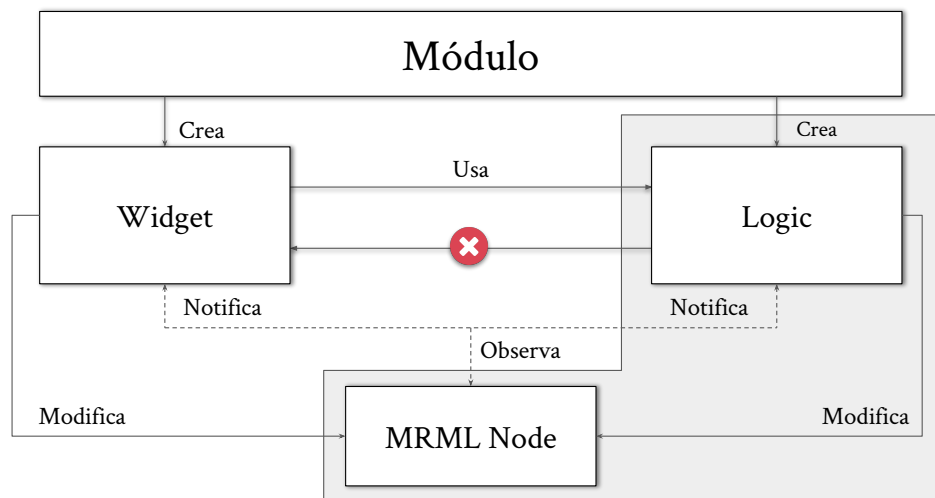 Módulo
Crea
Crea
Widget
Usa
Logic
Notifica
Notifica
Observa
Modifica
Modifica
MRML Node